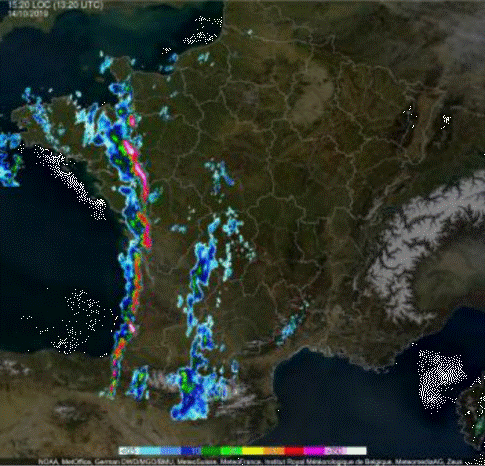 15:20 LOC (13:20 UTC)
14/10/2019
NOAA, MetOffice, German DWD/MGO/BMU, MeteoSuisse, MeteoFrance, Institut Royal Météorologique de Belgique, MeteomediaAG, Zeus